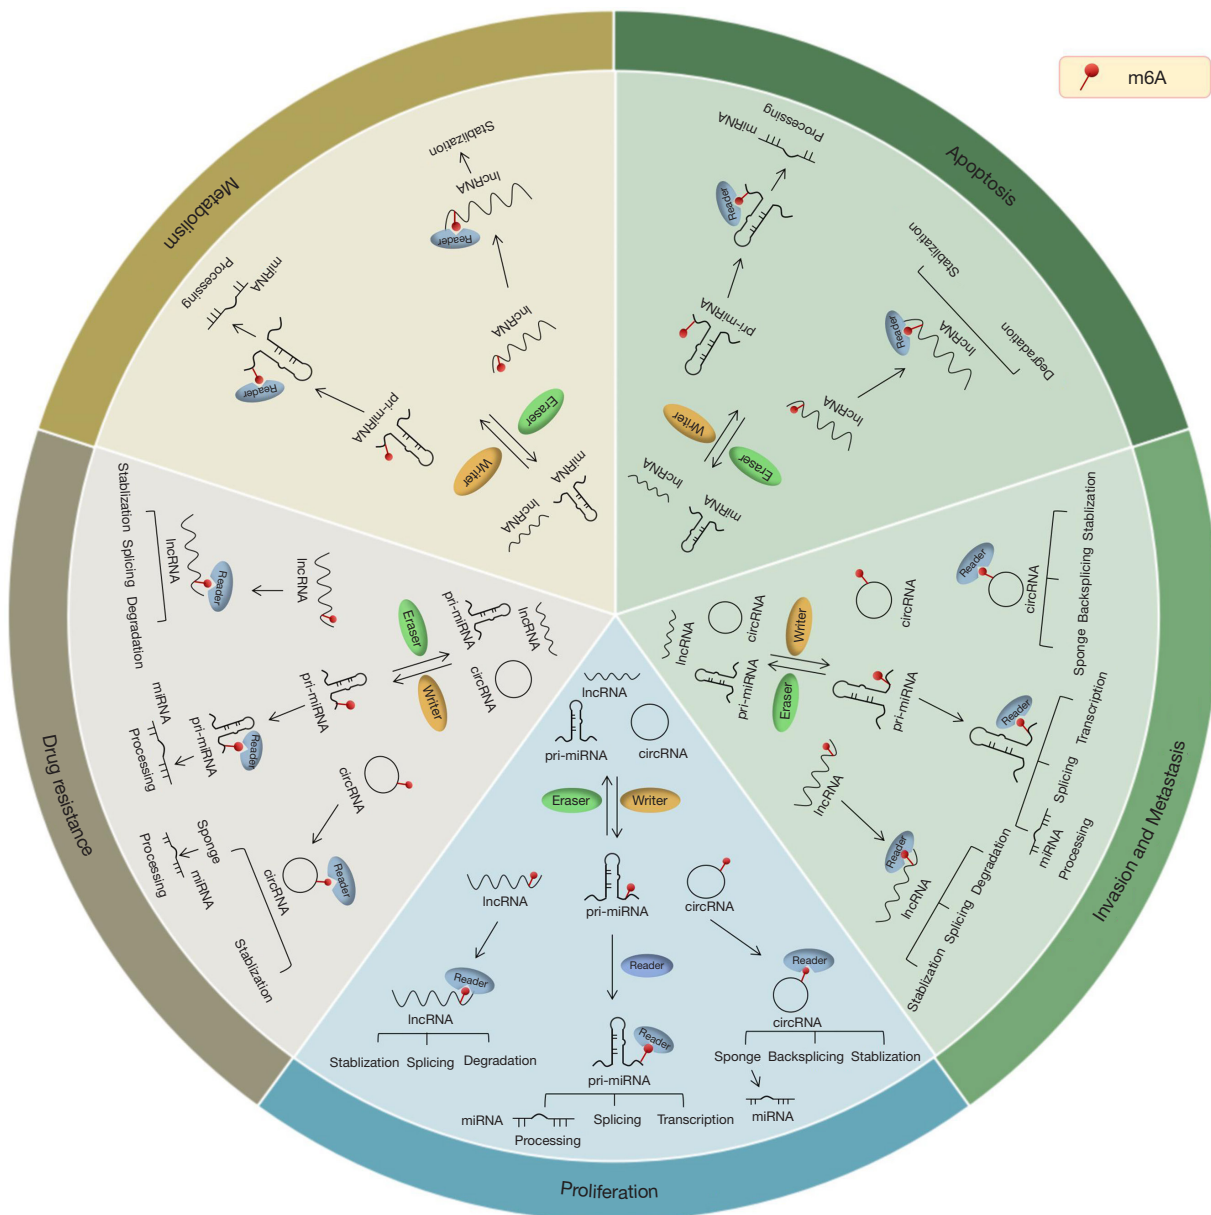 m6A
Apoptosis
Processing
miRNA
Reader
pri-miRNA
Stablization
Degradation
Reader
lncRNA
lncRNA
Writer
Eraser
lncRNA
miRNA
Invasion and Metastasis
lncRNA
circRNA
pri-miRNA
Writer
Eraser
circRNA
Reader
circRNA
Sponge Backsplicing Stablization
pri-miRNA
Reader
Splicing Transcription
miRNA
Processing
lncRNA
Reader
lncRNA
Stablization Splicing Degradation
Proliferation
lncRNA
pri-miRNA
circRNA
Eraser
Writer
lncRNA
pri-miRNA
circRNA
Reader
Reader
Reader
lncRNA
circRNA
Stablization Splicing Degradation
Sponge Backsplicing Stablization
Reader
pri-miRNA
miRNA
Processing
Splicing
Transcription
miRNA
Drug resistance
lncRNA
pri-miRNA
circRNA
Eraser
Writer
lncRNA
Reader
lncRNA
Stablization Splicing Degradation
pri-miRNA
Reader
pri-miRNA
miRNA
Processing
circRNA
Reader
circRNA
Sponge
miRNA
Processing
Stablization
Metabolism
Stablization
lncRNA
Reader
lncRNA
miRNA
Processing
Reader
pri-miRNA
Eraser
Writer
miRNA
lncRNA